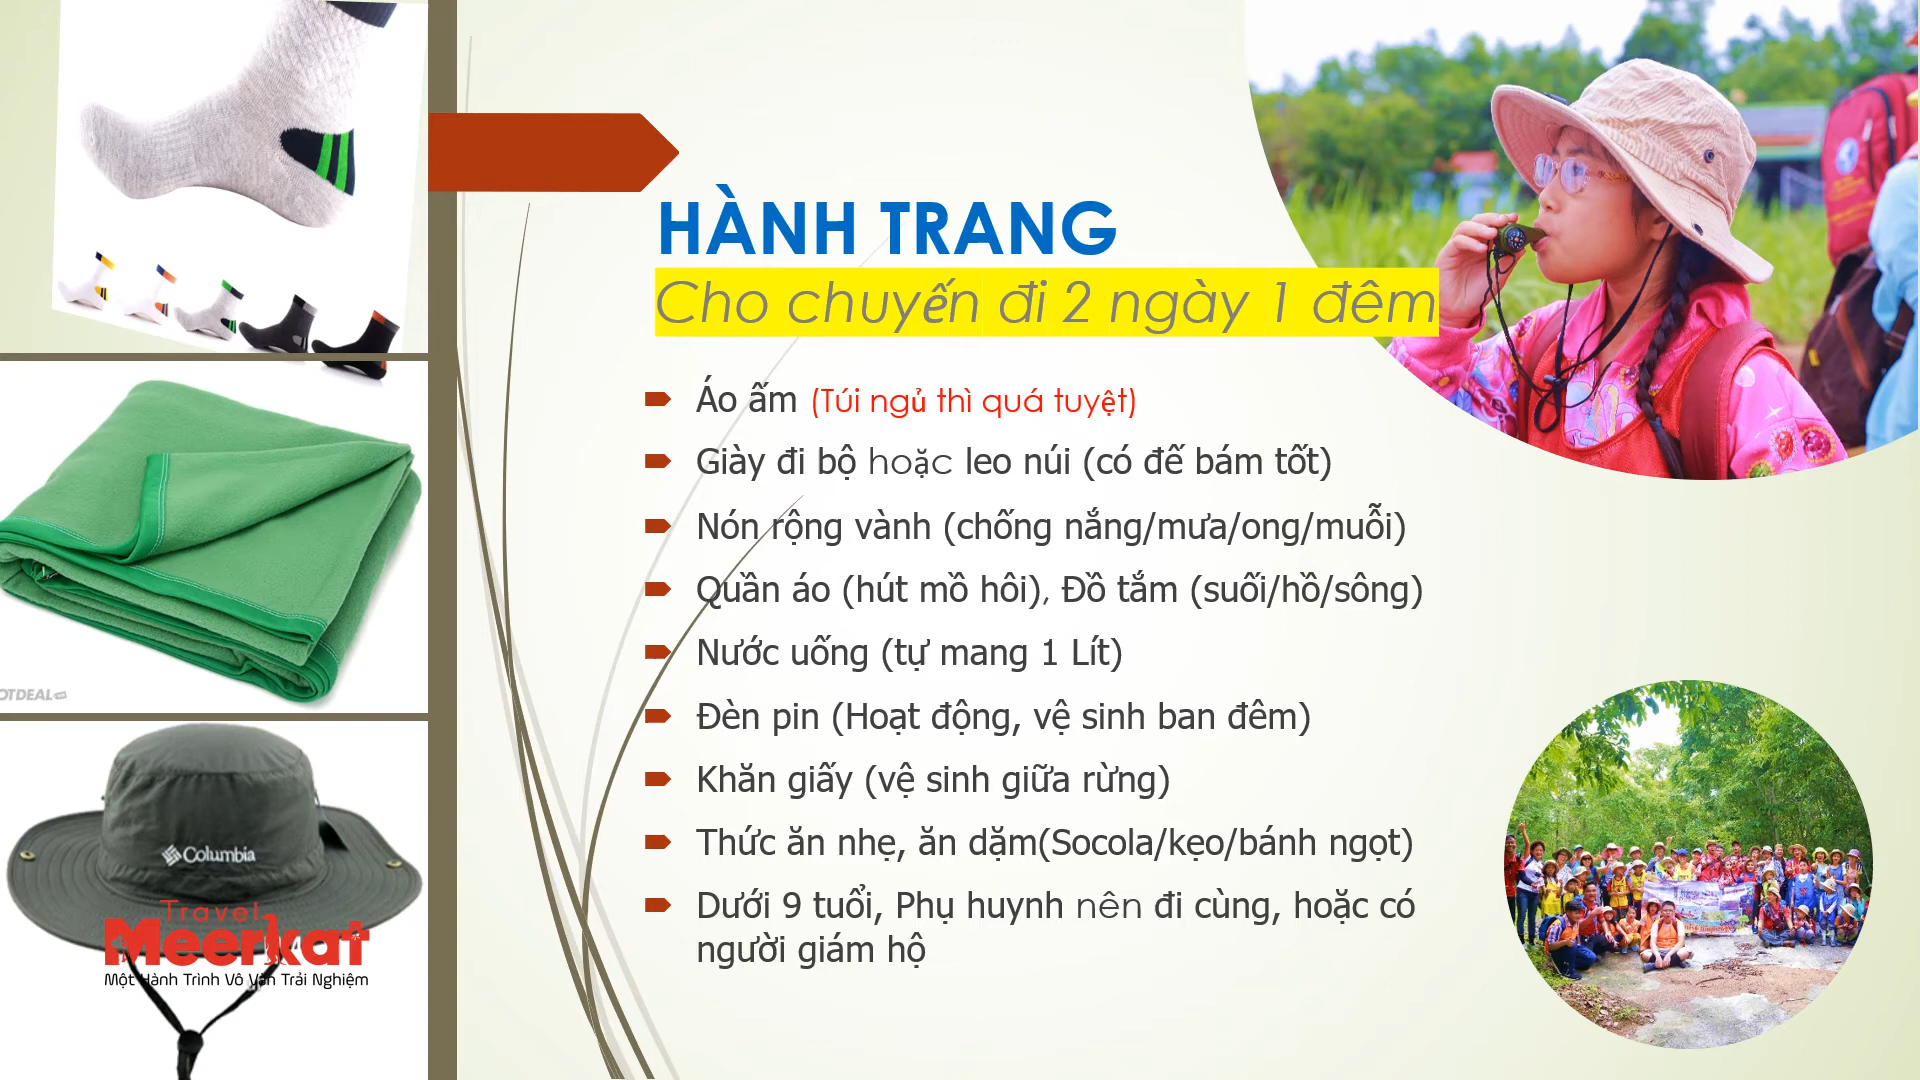 HÀNH TRANG
Cho chuyến đi 2 ngày 1 đêm
Áo ấm (Túi ngủ thì quá tuyệt)
Giày đi bộ hoặc leo núi (có đế bám tốt)
Nón rộng vành (chống nắng/mưa/ong/muỗi)
Quần áo (hút mồ hôi), Đồ tắm (suối/hồ/sông)
Nước uống (tự mang 1 Lít)
Đèn pin (Hoạt động, vệ sinh ban đêm)
Khăn giấy (vệ sinh giữa rừng)
Thức ăn nhẹ, ăn dặm(Socola/kẹo/bánh ngọt)
Dưới 9 tuổi, Phụ huynh nên đi cùng, hoặc có
người giám hộ
OTDEAL
Columbia
Travel
Meerkat
Một Hành Trình Vô Vàn Trải Nghiệm